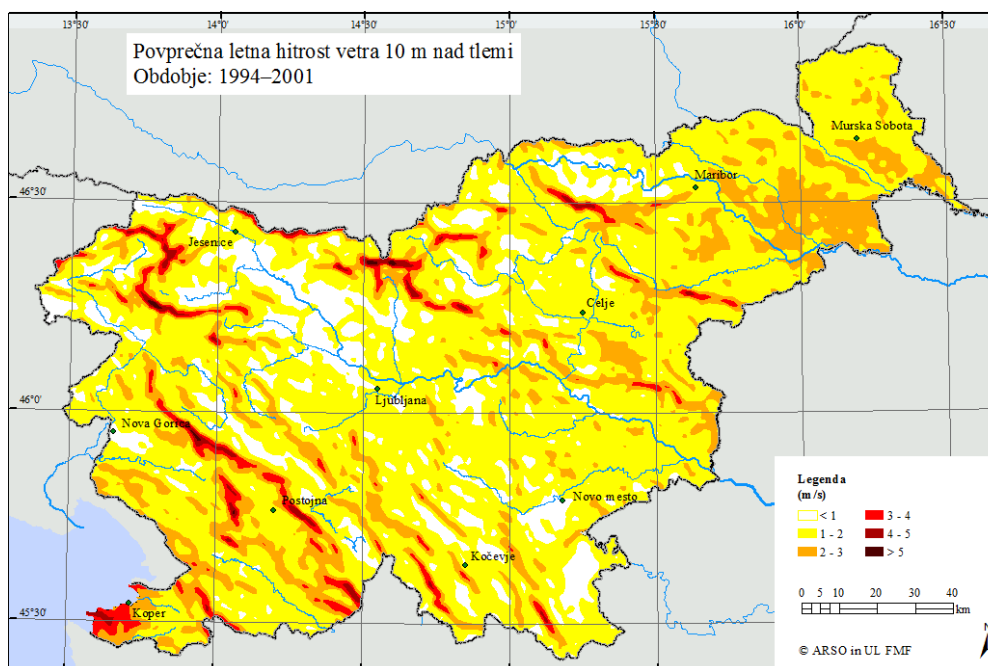 13°30' 14°0' 14°30' 15°0' 15°30' 16°0' 16°30'
Povprečna letna hitrost vetra 10 m nad tlemi
Obdobje: 1994–2001
Murska Sobota
Maribor
46°30'
Jesenice
Celje
Ljubljana
46°0'
Nova Gorica
Postojna
Novo mesto
Kočevje
Koper
45°30'
Legenda
(m/s)
< 1 3 - 4
1 - 2 4 - 5
2 - 3 > 5
0 5 10 20 30 40
km
N
© ARSO in UL FMF